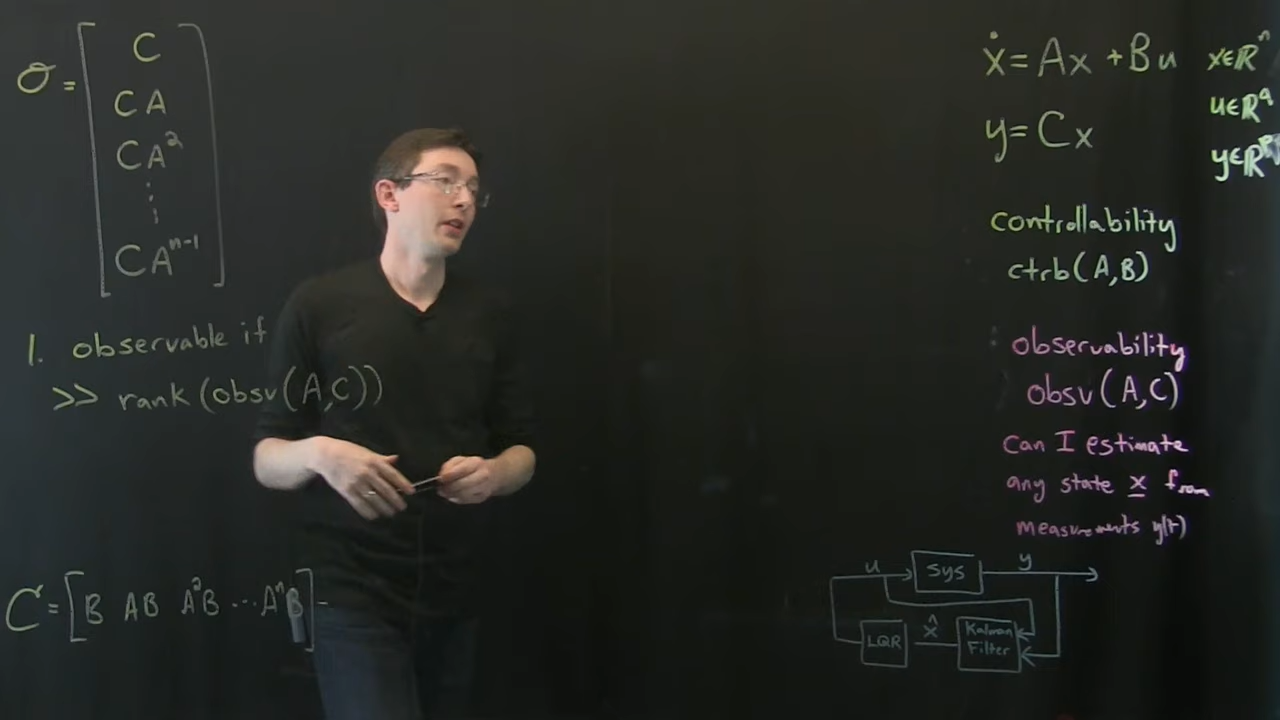 𝒪 = [ C
CA
CA²
⋮
CAⁿ⁻¹ ]
1. observable if
>> rank (obsv(A,C))
𝒞 = [B AB A²B ... AⁿB]
ẋ = Ax + Bu x∈ℝⁿ
u∈ℝ^q
y = Cx y∈ℝ^p
controllability
ctrb(A,B)
observability
obsv(A,C)
Can I estimate
any state x from
measurements y(t)
u Sys y
LQR x̂ Kalman
Filter